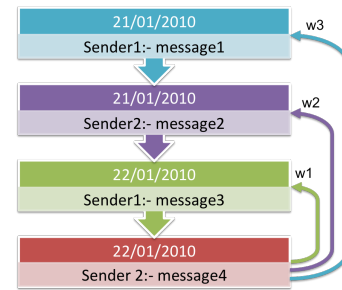 21/01/2010
w3
Sender1:- message1
21/01/2010
w2
Sender2:- message2
22/01/2010
w1
Sender1:- message3
22/01/2010
Sender 2:- message4